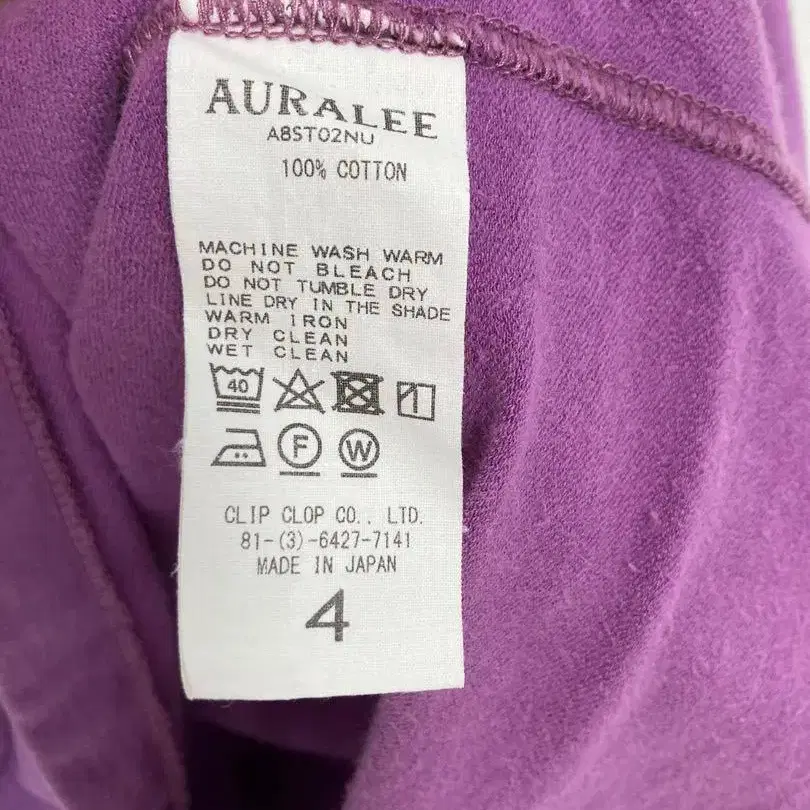 AURALEE
A8ST02NU
100% COTTON
MACHINE WASH WARM
DO NOT BLEACH
DO NOT TUMBLE DRY
LINE DRY IN THE SHADE
WARM IRON
DRY CLEAN
WET CLEAN
40
F W
CLIP CLOP CO., LTD.
81-(3)-6427-7141
MADE IN JAPAN
4